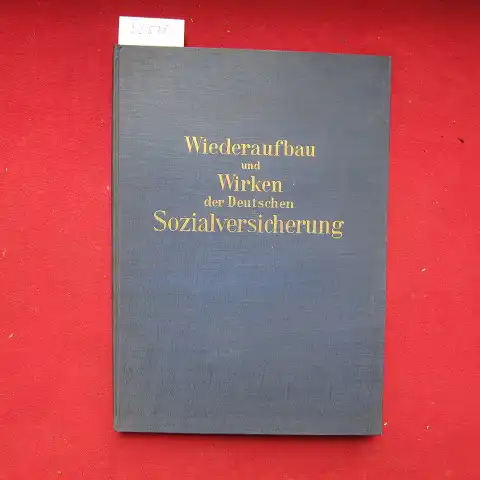 Wiederaufbau
und
Wirken
der Deutschen
Sozialversicherung